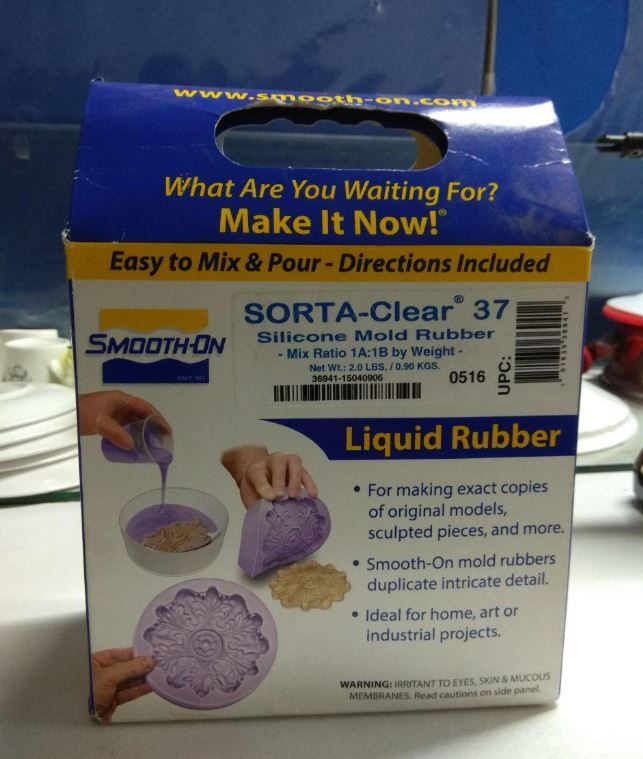 www.smooth-on.com
What Are You Waiting For?
Make It Now!®
Easy to Mix & Pour - Directions Included
SMOOTH-ON
SORTA-Clear® 37
Silicone Mold Rubber
- Mix Ratio 1A:1B by Weight -
Net Wt.: 2.0 LBS. / 0.90 KGS.
36941-15040906
0516
UPC:
Liquid Rubber
• For making exact copies
of original models,
sculpted pieces, and more.
• Smooth-On mold rubbers
duplicate intricate detail.
• Ideal for home, art or
industrial projects.
WARNING: IRRITANT TO EYES, SKIN & MUCOUS
MEMBRANES. Read cautions on side panel.